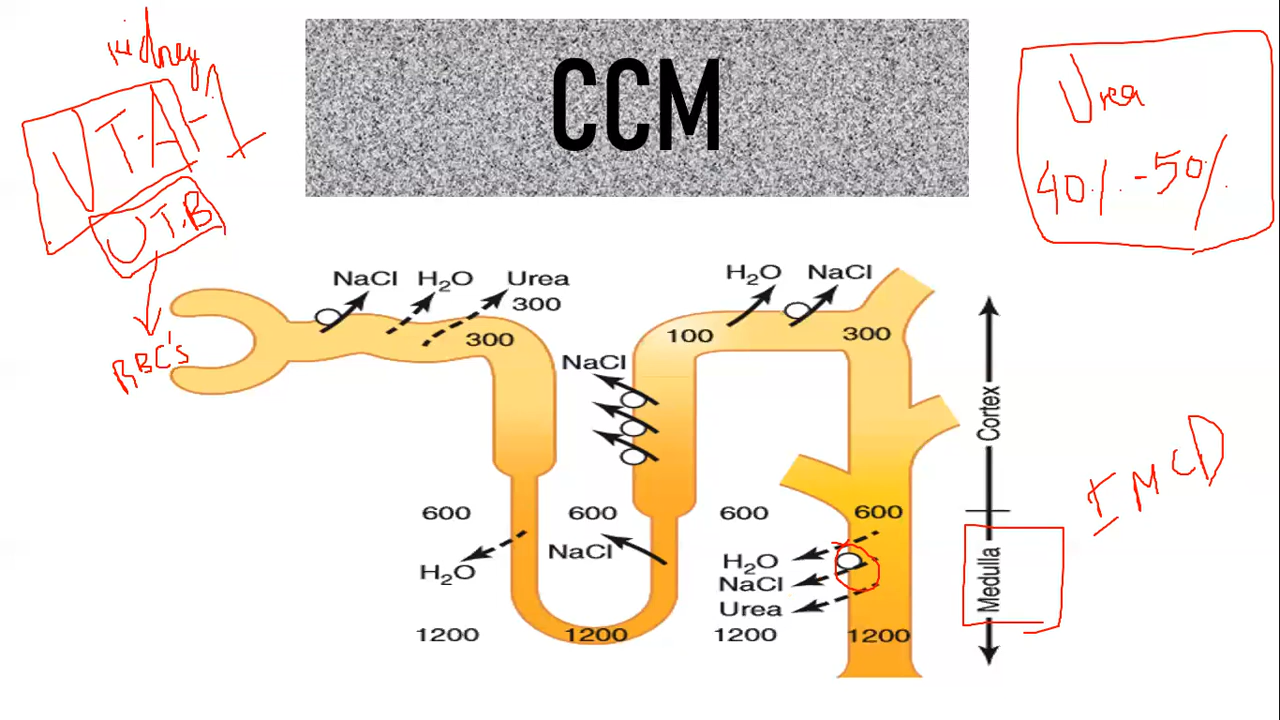 kidney
CCM
UT-A-1
UT.B
RBC's
Urea
40% - 50%
NaCl H₂O Urea
300
300
NaCl
H₂O NaCl
100
300
Cortex
IMCD
600 600 600 600
H₂O
NaCl
H₂O
NaCl
Urea
Medulla
1200 1200 1200 1200